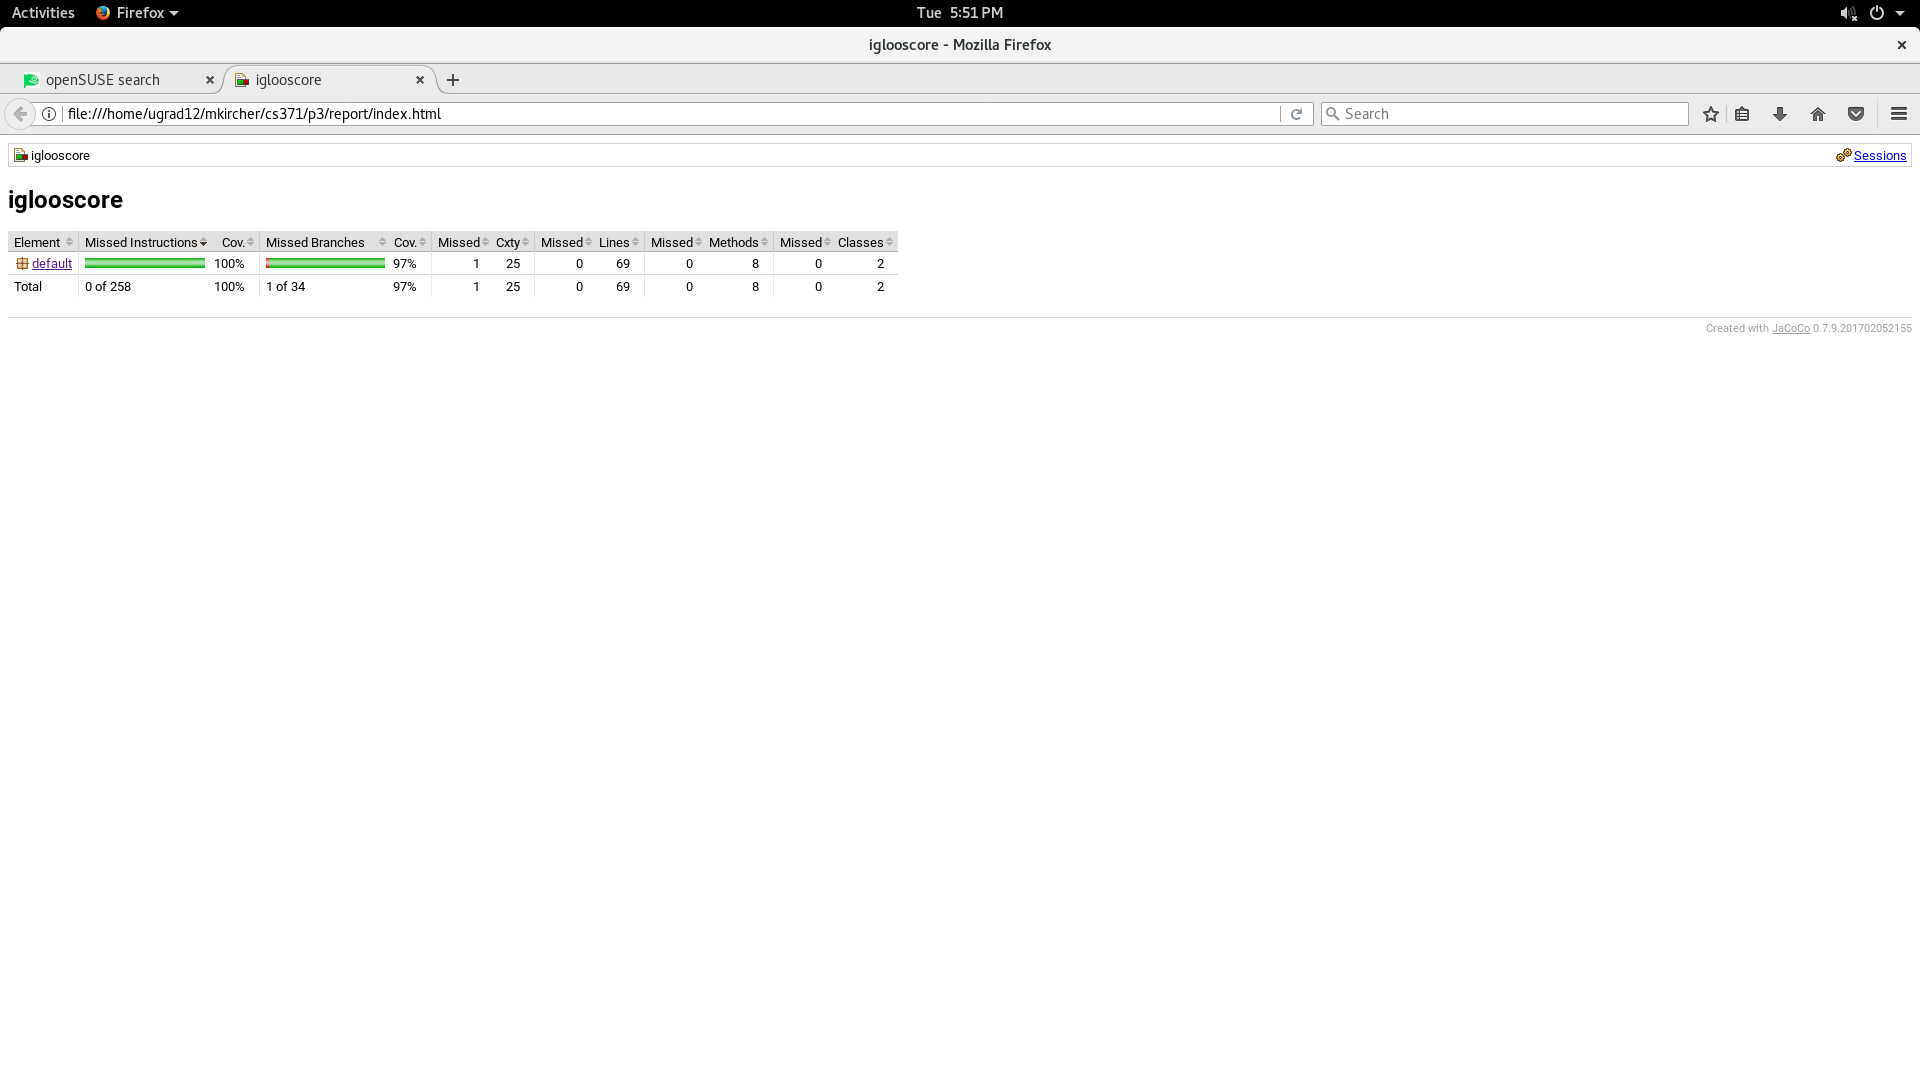 Activities Firefox Tue 5:51 PM
iglooscore - Mozilla Firefox
openSUSE search iglooscore
file:///home/ugrad12/mkircher/cs371/p3/report/index.html Search
iglooscore Sessions
iglooscore
Element Missed Instructions Cov. Missed Branches Cov. Missed Cxty Missed Lines Missed Methods Missed Classes
default 100% 97% 1 25 0 69 0 8 0 2
Total 0 of 258 100% 1 of 34 97% 1 25 0 69 0 8 0 2
Created with JaCoCo 0.7.9.201702052155